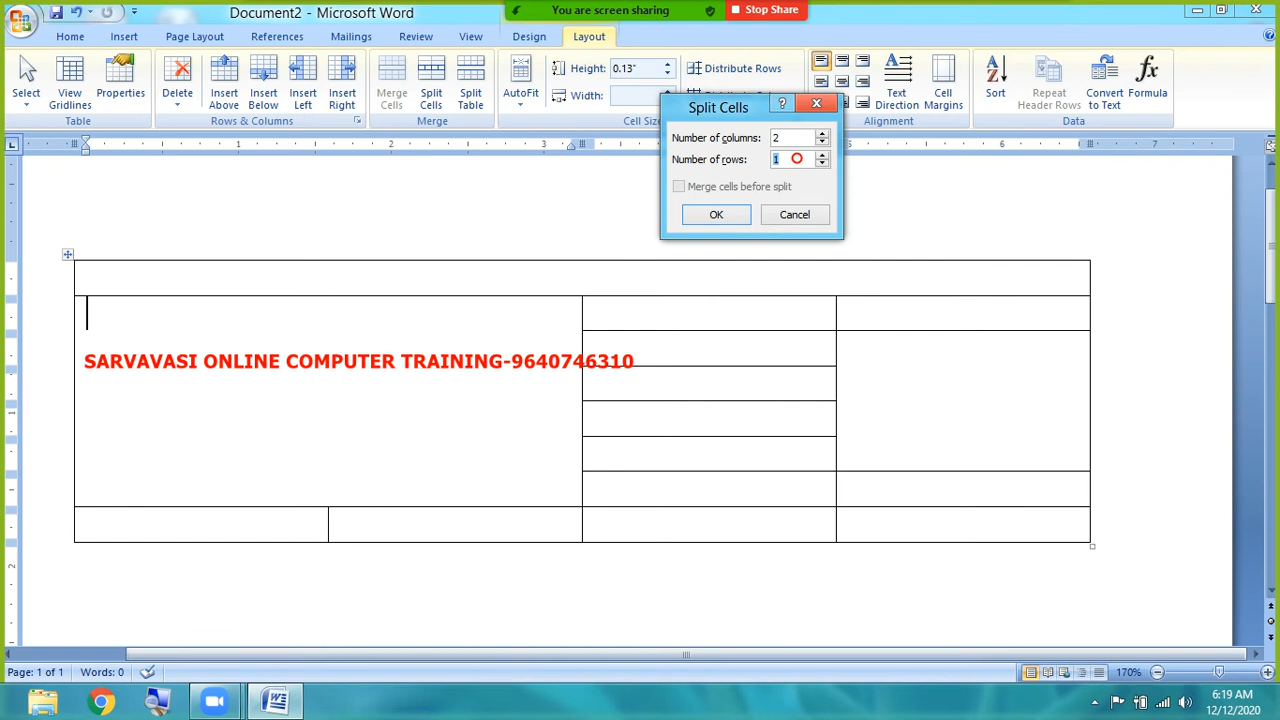 Document2 - Microsoft Word
You are screen sharing
Stop Share
Home Insert Page Layout References Mailings Review View Design Layout
Select
View Gridlines
Properties
Table
Delete
Insert Above
Insert Below
Insert Left
Insert Right
Rows & Columns
Merge Cells
Split Cells
Split Table
Merge
AutoFit
Height: 0.13"
Width:
Distribute Rows
Cell Size
Text Direction
Cell Margins
Alignment
Sort
Repeat Header Rows
Convert to Text
Formula
Data
Split Cells
Number of columns: 2
Number of rows: 1
Merge cells before split
OK Cancel
1 2 3 6 7
SARVAVASI ONLINE COMPUTER TRAINING-9640746310
Page: 1 of 1 Words: 0 170%
6:19 AM
12/12/2020